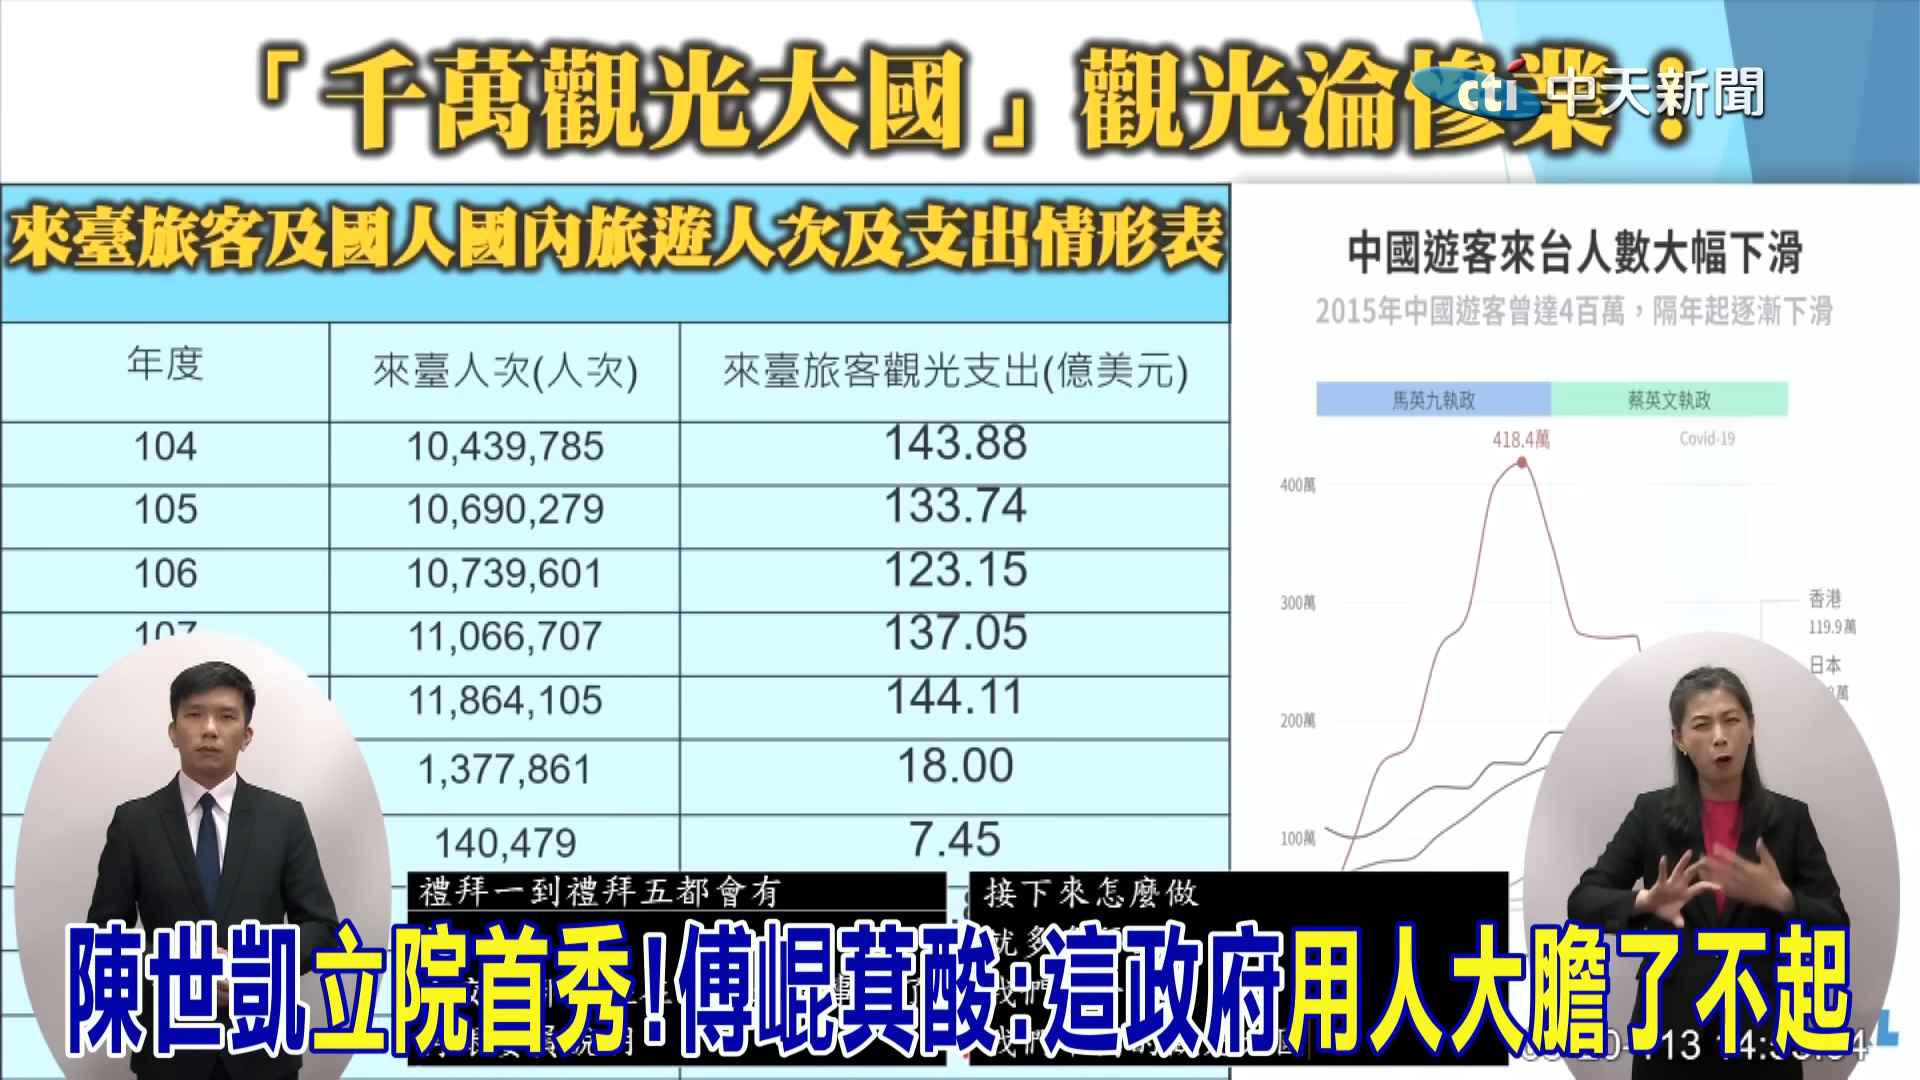 「千萬觀光大國」觀光淪慘業！
cti 中天新聞
來臺旅客及國人國內旅遊人次及支出情形表
年度 來臺人次(人次) 來臺旅客觀光支出(億美元)
104 10,439,785 143.88
105 10,690,279 133.74
106 10,739,601 123.15
107 11,066,707 137.05
11,864,105 144.11
1,377,861 18.00
140,479 7.45
中國遊客來台人數大幅下滑
2015年中國遊客曾達4百萬，隔年起逐漸下滑
馬英九執政 蔡英文執政
418.4萬 Covid-19
400萬
300萬
200萬
100萬
香港
119.9萬
日本
禮拜一到禮拜五都會有
接下來怎麼做
陳世凱立院首秀!傅崐萁酸:這政府用人大膽了不起